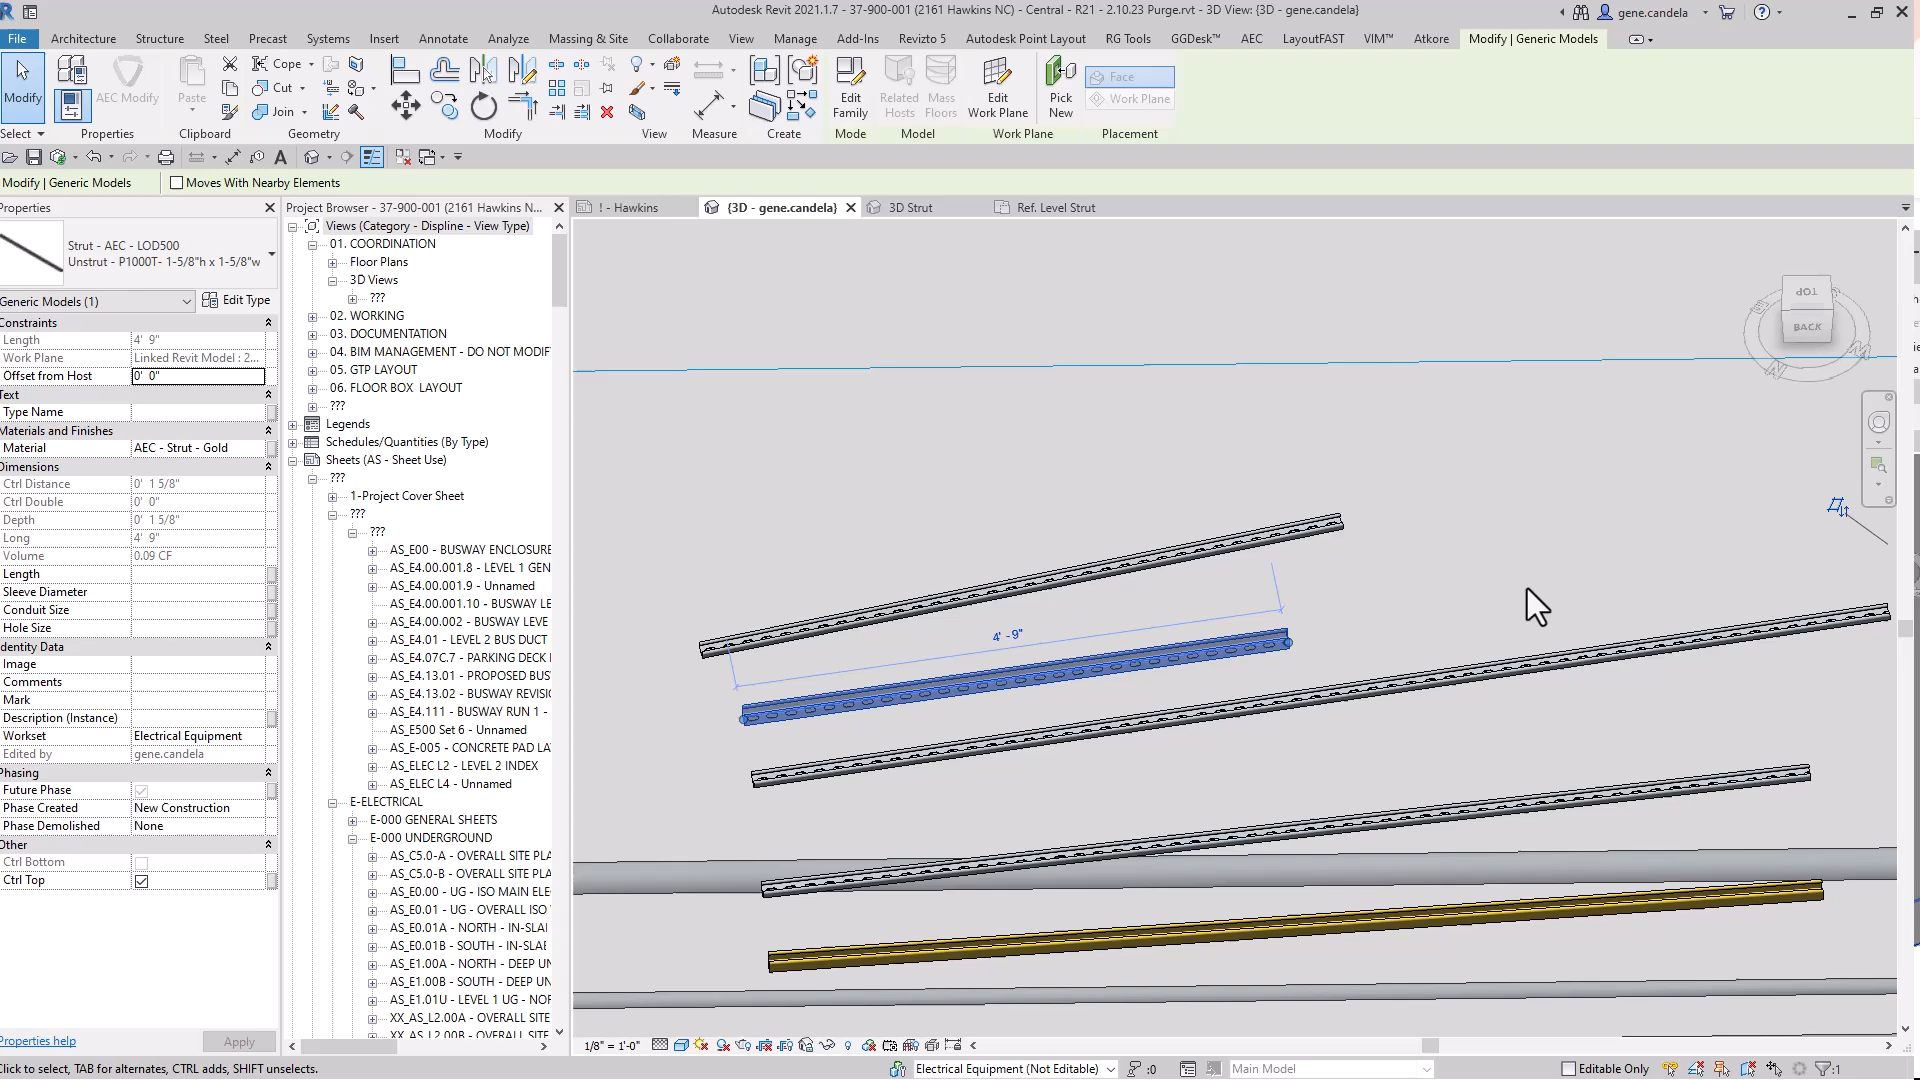 Autodesk Revit 2021.1.7 - 37-900-001 (2161 Hawkins NC) - Central - R21 - 2.10.23 Purge.rvt - 3D View: {3D - gene.candela}
gene.candela
File Architecture Structure Steel Precast Systems Insert Annotate Analyze Massing & Site Collaborate View Manage Add-Ins Revizto 5 Autodesk Point Layout RG Tools GGDesk™ AEC LayoutFAST VIM™ Atkore Modify | Generic Models
Modify
AEC Modify
Paste
Cope
Cut
Join
Edit Family
Related Hosts
Mass Floors
Edit Work Plane
Pick New
Face
Work Plane
Select Properties Clipboard Geometry Modify View Measure Create Mode Model Work Plane Placement
Modify | Generic Models
Moves With Nearby Elements
Properties
Strut - AEC - LOD500
Unstrut - P1000T- 1-5/8"h x 1-5/8"w
Generic Models (1)
Edit Type
Constraints
Length 4' 9"
Work Plane Linked Revit Model : 2...
Offset from Host 0' 0"
Text
Type Name
Materials and Finishes
Material AEC - Strut - Gold
Dimensions
Ctrl Distance 0' 1 5/8"
Ctrl Double 0' 0"
Depth 0' 1 5/8"
Long 4' 9"
Volume 0.09 CF
Length
Sleeve Diameter
Conduit Size
Hole Size
dentity Data
Image
Comments
Mark
Description (Instance)
Workset Electrical Equipment
Edited by gene.candela
Phasing
Future Phase
Phase Created New Construction
Phase Demolished None
Other
Ctrl Bottom
Ctrl Top
Properties help
Apply
Project Browser - 37-900-001 (2161 Hawkins N...
Views (Category - Displine - View Type)
01. COORDINATION
Floor Plans
3D Views
???
02. WORKING
03. DOCUMENTATION
04. BIM MANAGEMENT - DO NOT MODIF
05. GTP LAYOUT
06. FLOOR BOX LAYOUT
???
Legends
Schedules/Quantities (By Type)
Sheets (AS - Sheet Use)
???
1-Project Cover Sheet
???
???
AS_E00 - BUSWAY ENCLOSURE
AS_E4.00.001.8 - LEVEL 1 GEN
AS_E4.00.001.9 - Unnamed
AS_E4.00.001.10 - BUSWAY LE
AS_E4.00.002 - BUSWAY LEVE
AS_E4.01 - LEVEL 2 BUS DUCT
AS_E4.07C.7 - PARKING DECK I
AS_E4.13.01 - PROPOSED BUS
AS_E4.13.02 - BUSWAY REVISIO
AS_E4.111 - BUSWAY RUN 1 -
AS_E500 Set 6 - Unnamed
AS_E-005 - CONCRETE PAD LA
AS_ELEC L2 - LEVEL 2 INDEX
AS_ELEC L4 - Unnamed
E-ELECTRICAL
E-000 GENERAL SHEETS
E-000 UNDERGROUND
AS_C5.0-A - OVERALL SITE PLA
AS_C5.0-B - OVERALL SITE PLA
AS_E0.00 - UG - ISO MAIN ELE
AS_E0.01 - UG - OVERALL ISO
AS_E0.01A - NORTH - IN-SLAI
AS_E0.01B - SOUTH - IN-SLAE
AS_E1.00A - NORTH - DEEP UN
AS_E1.00B - SOUTH - DEEP UN
AS_E1.01U - LEVEL 1 UG - NOF
XX_AS_L2.00A - OVERALL SITE
XX_AS_L2.00B - OVERALL SITE
! - Hawkins
{3D - gene.candela}
3D Strut
Ref. Level Strut
TOP
BACK
E
N
W
4' -9"
1/8" = 1'-0"
Click to select, TAB for alternates, CTRL adds, SHIFT unselects.
Electrical Equipment (Not Editable)
:0
Main Model
Editable Only
:1